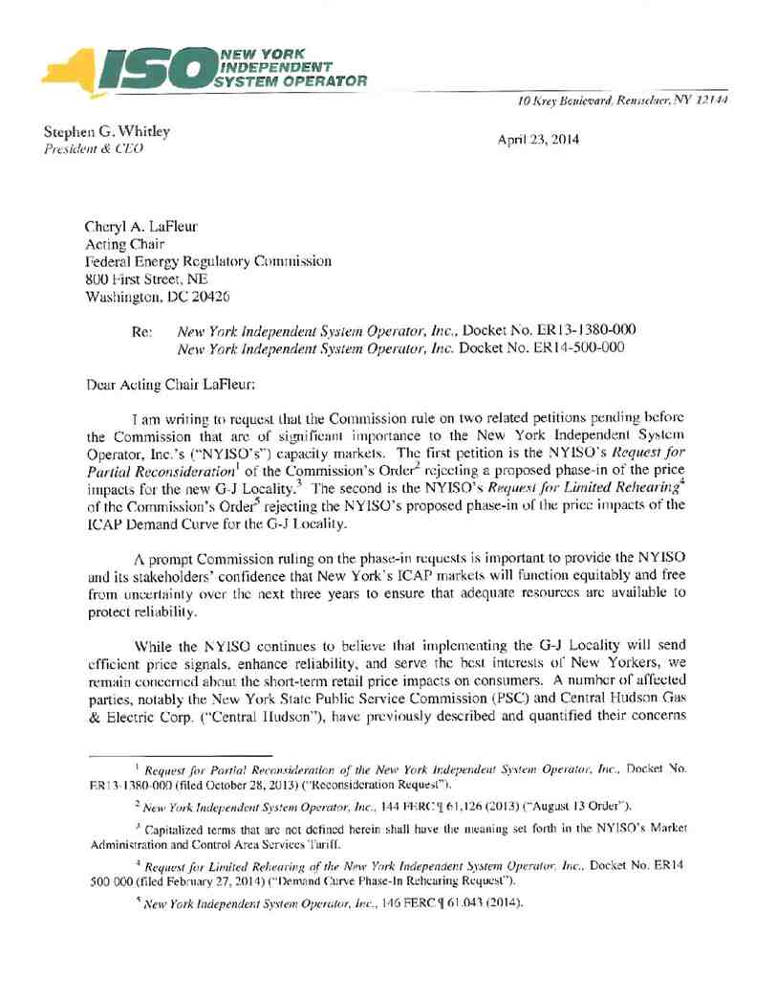 ISO NEW YORK
INDEPENDENT
SYSTEM OPERATOR
10 Krey Boulevard, Rensselaer, NY 12144
Stephen G. Whitley
President & CEO
April 23, 2014
Cheryl A. LaFleur
Acting Chair
Federal Energy Regulatory Commission
800 First Street, NE
Washington, DC 20426
Re: New York Independent System Operator, Inc., Docket No. ER13-1380-000
New York Independent System Operator, Inc. Docket No. ER14-500-000
Dear Acting Chair LaFleur:
I am writing to request that the Commission rule on two related petitions pending before
the Commission that are of significant importance to the New York Independent System
Operator, Inc.'s (“NYISO's”) capacity markets. The first petition is the NYISO's Request for
Partial Reconsideration1 of the Commission's Order2 rejecting a proposed phase-in of the price
impacts for the new G-J Locality.3 The second is the NYISO's Request for Limited Rehearing4
of the Commission's Order5 rejecting the NYISO's proposed phase-in of the price impacts of the
ICAP Demand Curve for the G-J Locality.
A prompt Commission ruling on the phase-in requests is important to provide the NYISO
and its stakeholders' confidence that New York's ICAP markets will function equitably and free
from uncertainty over the next three years to ensure that adequate resources are available to
protect reliability.
While the NYISO continues to believe that implementing the G-J Locality will send
efficient price signals, enhance reliability, and serve the best interests of New Yorkers, we
remain concerned about the short-term retail price impacts on consumers. A number of affected
parties, notably the New York State Public Service Commission (PSC) and Central Hudson Gas
& Electric Corp. (“Central Hudson”), have previously described and quantified their concerns
1 Request for Partial Reconsideration of the New York Independent System Operator, Inc., Docket No.
ER13-1380-000 (filed October 28, 2013) (“Reconsideration Request”).
2 New York Independent System Operator, Inc., 144 FERC ¶ 61,126 (2013) (“August 13 Order”).
3 Capitalized terms that are not defined herein shall have the meaning set forth in the NYISO's Market
Administration and Control Area Services Tariff.
4 Request for Limited Rehearing of the New York Independent System Operator, Inc., Docket No. ER14-
500-000 (filed February 27, 2014) (“Demand Curve Phase-In Rehearing Request”).
5 New York Independent System Operator, Inc., 146 FERC ¶ 61.043 (2014).